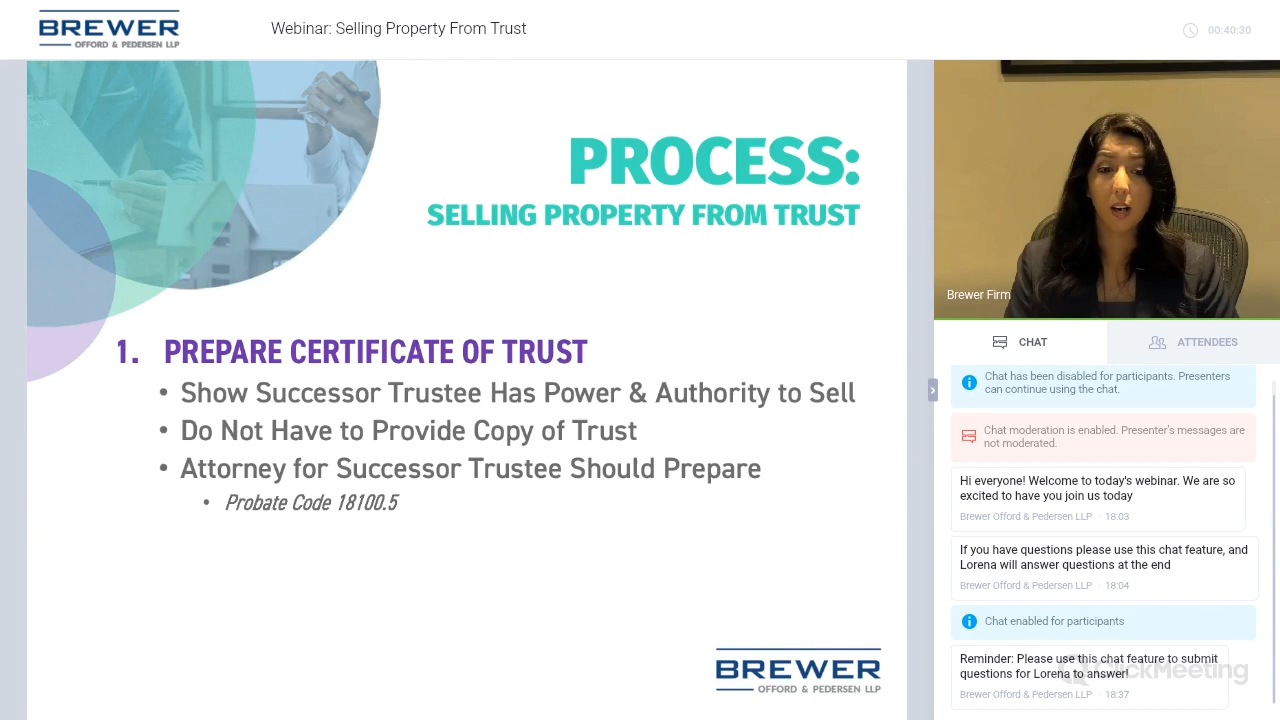 BREWER
OFFORD & PEDERSEN LLP
Webinar: Selling Property From Trust
00:40:30
PROCESS:
SELLING PROPERTY FROM TRUST
1. PREPARE CERTIFICATE OF TRUST
• Show Successor Trustee Has Power & Authority to Sell
• Do Not Have to Provide Copy of Trust
• Attorney for Successor Trustee Should Prepare
• Probate Code 18100.5
BREWER
OFFORD & PEDERSEN LLP
Brewer Firm
CHAT
ATTENDEES
Chat has been disabled for participants. Presenters
can continue using the chat.
Chat moderation is enabled. Presenter's messages are
not moderated.
Hi everyone! Welcome to today's webinar. We are so
excited to have you join us today
Brewer Offord & Pedersen LLP · 18:03
If you have questions please use this chat feature, and
Lorena will answer questions at the end
Brewer Offord & Pedersen LLP · 18:04
Chat enabled for participants
Reminder: Please use this chat feature to submit
questions for Lorena to answer!
Brewer Offord & Pedersen LLP · 18:37
ClickMeeting